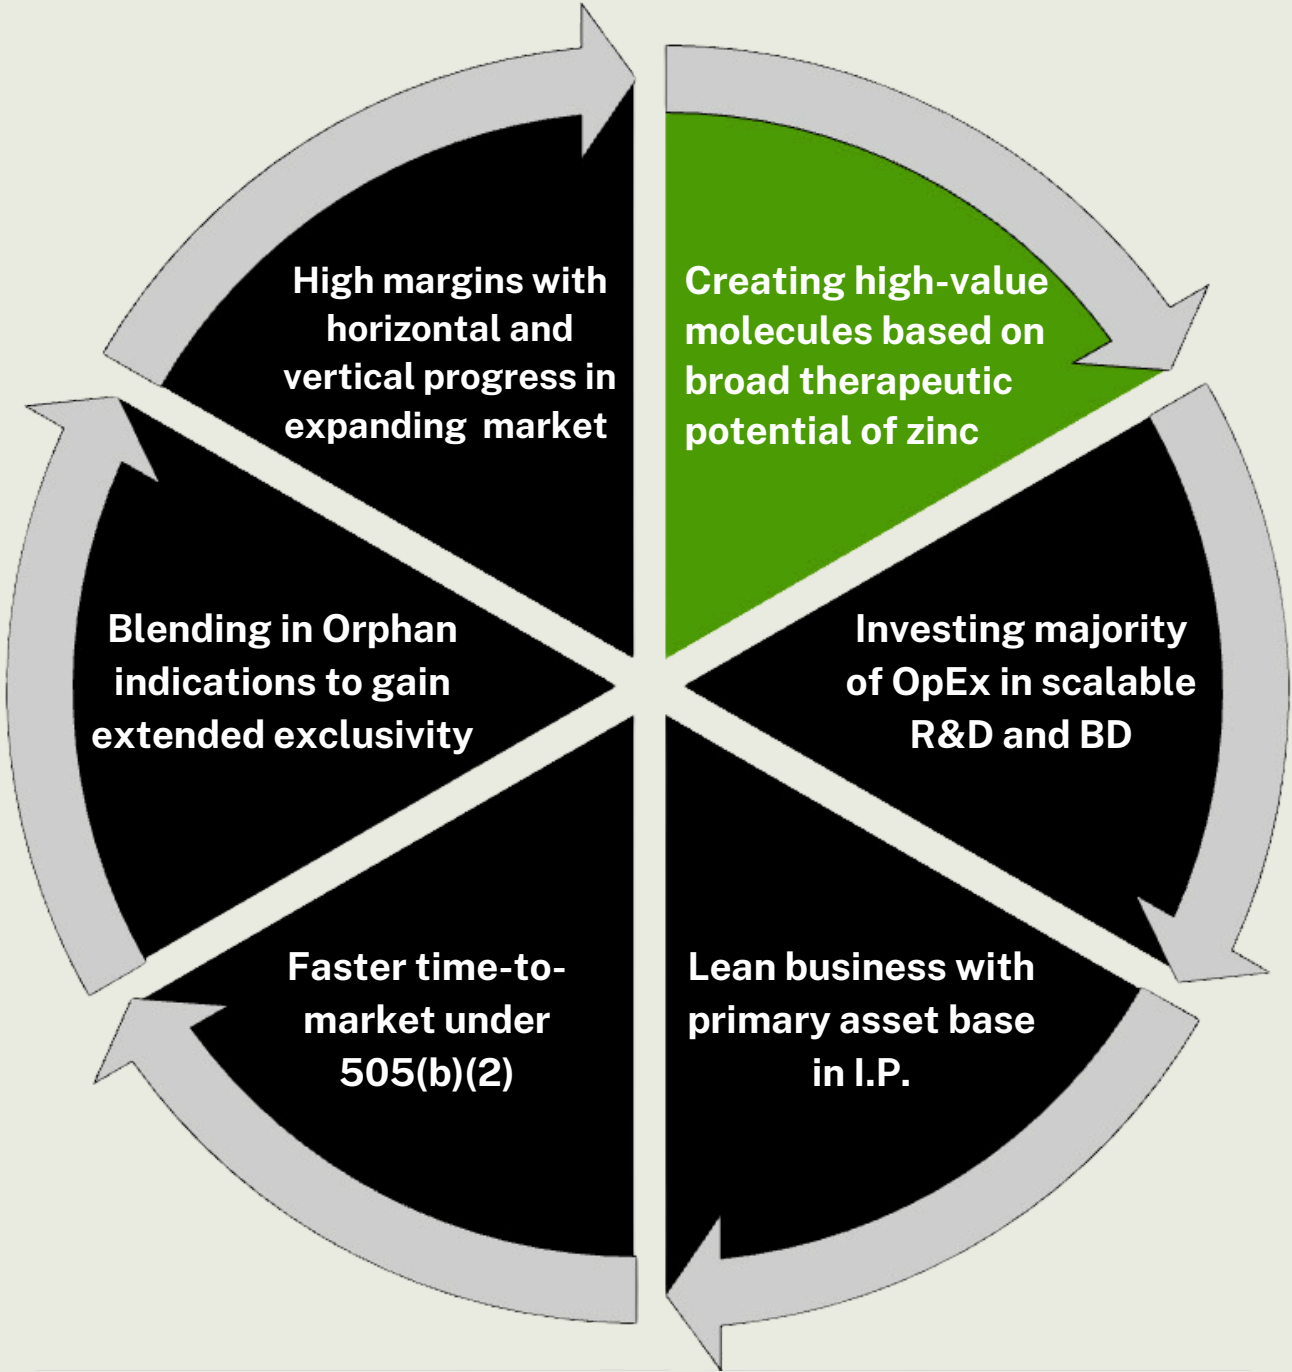 High margins with
horizontal and
vertical progress in
expanding market
Creating high-value
molecules based on
broad therapeutic
potential of zinc
Blending in Orphan
indications to gain
extended exclusivity
Investing majority
of OpEx in scalable
R&D and BD
Faster time-to-
market under
505(b)(2)
Lean business with
primary asset base
in I.P.